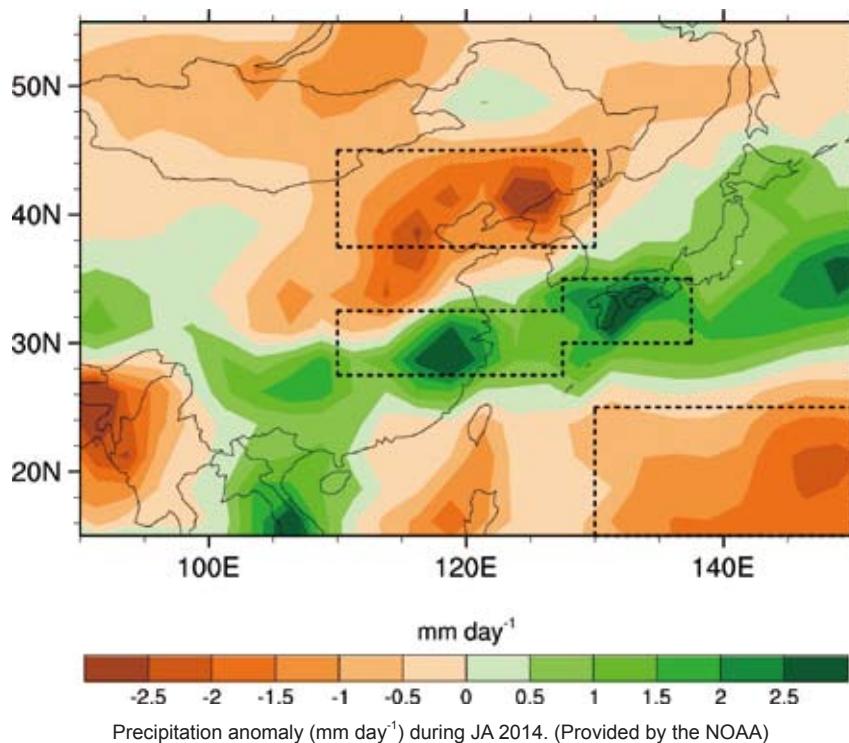 50N
40N
30N
20N
100E 120E 140E
mm day-1
-2.5 -2 -1.5 -1 -0.5 0 0.5 1 1.5 2 2.5
Precipitation anomaly (mm day-1) during JA 2014. (Provided by the NOAA)